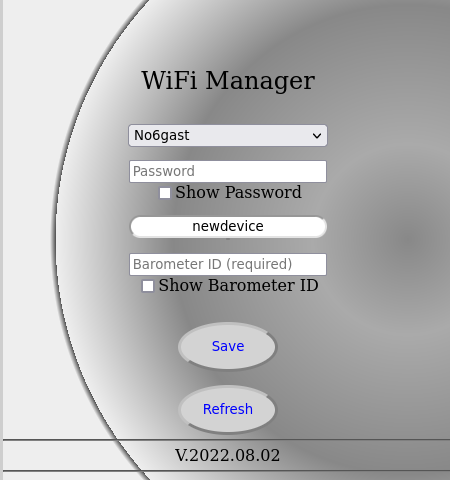 WiFi Manager
No6gast
Password
Show Password
newdevice
Barometer ID (required)
Show Barometer ID
Save
Refresh
V.2022.08.02